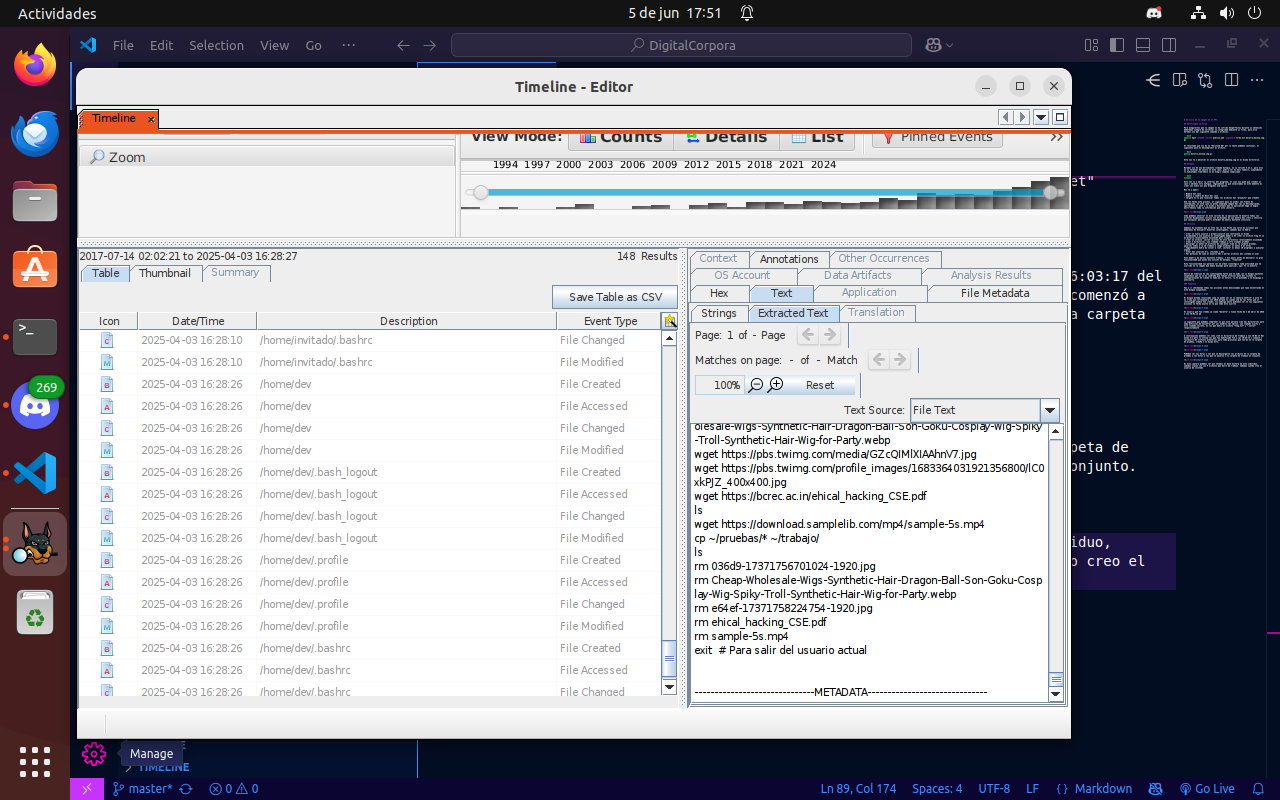 Actividades
5 de jun 17:51
File Edit Selection View Go ···
DigitalCorpora
Timeline - Editor
Timeline
Zoom
View Mode: Counts Details List Pinned Events
1994 1997 2000 2003 2006 2009 2012 2015 2018 2021 2024
2017-07-14 02:02:21 to 2025-04-03 16:28:27
148 Results
Table Thumbnail Summary
Save Table as CSV
Icon Date/Time Description Event Type
C 2025-04-03 16:28:10 /home/invitado/.bashrc File Changed
M 2025-04-03 16:28:10 /home/invitado/.bashrc File Modified
B 2025-04-03 16:28:26 /home/dev File Created
A 2025-04-03 16:28:26 /home/dev File Accessed
C 2025-04-03 16:28:26 /home/dev File Changed
M 2025-04-03 16:28:26 /home/dev File Modified
B 2025-04-03 16:28:26 /home/dev/.bash_logout File Created
A 2025-04-03 16:28:26 /home/dev/.bash_logout File Accessed
C 2025-04-03 16:28:26 /home/dev/.bash_logout File Changed
M 2025-04-03 16:28:26 /home/dev/.bash_logout File Modified
B 2025-04-03 16:28:26 /home/dev/.profile File Created
A 2025-04-03 16:28:26 /home/dev/.profile File Accessed
C 2025-04-03 16:28:26 /home/dev/.profile File Changed
M 2025-04-03 16:28:26 /home/dev/.profile File Modified
B 2025-04-03 16:28:26 /home/dev/.bashrc File Created
A 2025-04-03 16:28:26 /home/dev/.bashrc File Accessed
C 2025-04-03 16:28:26 /home/dev/.bashrc File Changed
Context Annotations Other Occurrences
OS Account Data Artifacts Analysis Results
Hex Text Application File Metadata
Strings Extracted Text Translation
Page: 1 of - Page
Matches on page: - of - Match
100% Reset
Text Source: File Text
olesale-Wigs-Synthetic-Hair-Dragon-Ball-Son-Goku-Cosplay-Wig-Spiky
-Troll-Synthetic-Hair-Wig-for-Party.webp
wget https://pbs.twimg.com/media/GZcQIMlXIAAhnV7.jpg
wget https://pbs.twimg.com/profile_images/1683364031921356800/lC0
xkPJZ_400x400.jpg
wget https://bcrec.ac.in/ehical_hacking_CSE.pdf
ls
wget https://download.samplelib.com/mp4/sample-5s.mp4
cp ~/pruebas/* ~/trabajo/
ls
rm 036d9-17371756701024-1920.jpg
rm Cheap-Wholesale-Wigs-Synthetic-Hair-Dragon-Ball-Son-Goku-Cosp
lay-Wig-Spiky-Troll-Synthetic-Hair-Wig-for-Party.webp
rm e64ef-17371758224754-1920.jpg
rm ehical_hacking_CSE.pdf
rm sample-5s.mp4
exit # Para salir del usuario actual
------------------------------METADATA------------------------------
et"
6:03:17 del
comenzó a
a carpeta
peta de
onjunto.
iduo,
o creo el
269
Manage
TIMELINE
master* 0 0
Ln 89, Col 174 Spaces: 4 UTF-8 LF {} Markdown Go Live